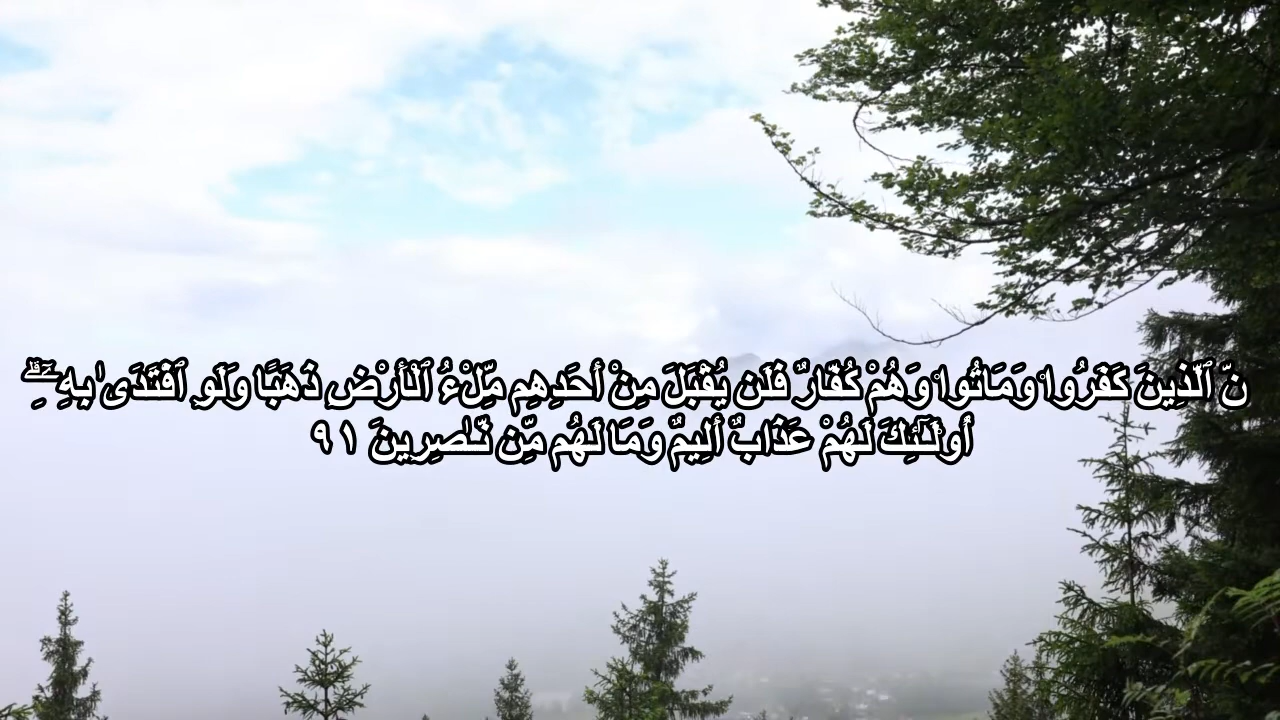 نَّ ٱلَّذِينَ كَفَرُوا۟ وَمَاتُوا۟ وَهُمْ كُفَّارٌ فَلَن يُقْبَلَ مِنْ أَحَدِهِم مِّلْءُ ٱلْأَرْضِ ذَهَبًا وَلَوِ ٱفْتَدَىٰ بِهِۦٓ ۗ
أُو۟لَـٰٓئِكَ لَهُمْ عَذَابٌ أَلِيمٌ وَمَا لَهُم مِّن نَّـٰصِرِينَ ٩١